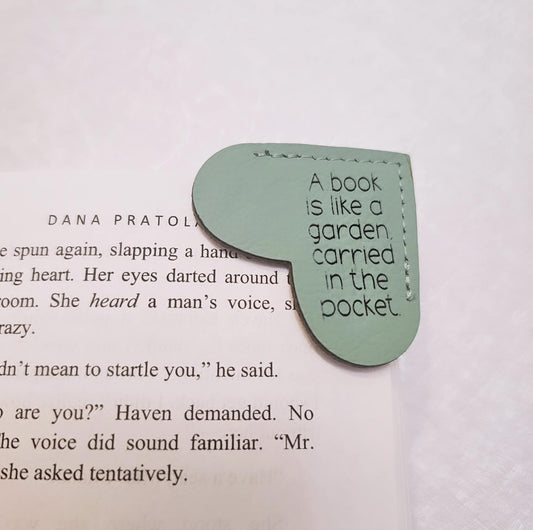 DANA PRATOL
e spun again, slapping a hand
ing heart. Her eyes darted around
room. She heard a man's voice, s
razy.
dn't mean to startle you," he said.
o are you?" Haven demanded. No
he voice did sound familiar. "Mr.
she asked tentatively.
A book
is like a
garden,
carried
in the
pocket.